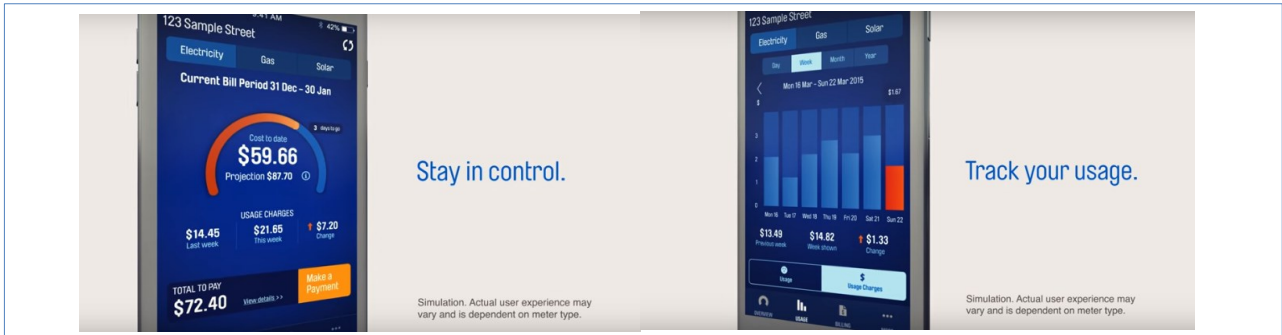 9:41 AM
42%
123 Sample Street
Electricity
Gas
Solar
Current Bill Period 31 Dec - 30 Jan
3 days to go
Cost to date
$59.66
Projection $87.70
USAGE CHARGES
$14.45
Last week
$21.65
This week
$7.20
Change
TOTAL TO PAY
$72.40
View details >>
Make a
Payment
Stay in control.
Simulation. Actual user experience may
vary and is dependent on meter type.
123 Sample Street
Electricity
Gas
Solar
Day
Week
Month
Year
Mon 16 Mar - Sun 22 Mar 2015
$1.67
$
3
2
1
0
Mon 16
Tue 17
Wed 18
Thu 19
Fri 20
Sat 21
Sun 22
$13.49
Previous week
$14.82
Week shown
$1.33
Change
Usage
$
Usage Charges
OVERVIEW
USAGE
BILLING
Track your usage.
Simulation. Actual user experience may
vary and is dependent on meter type.